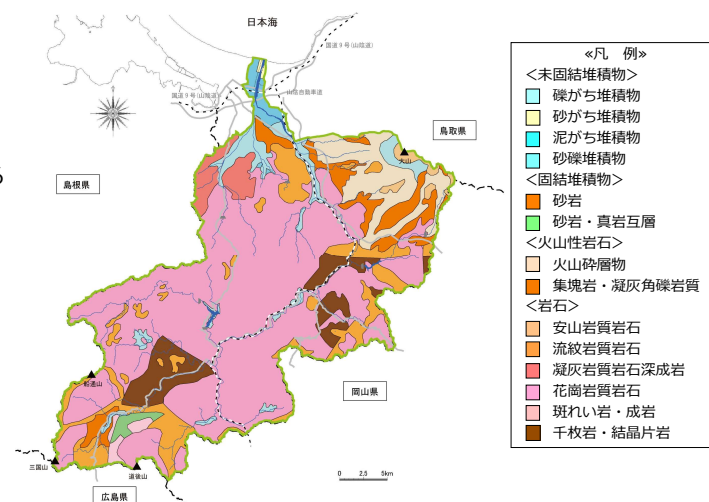 日本海
国道9号(山陰道)
国道9号(山陰道)
山陰自動車道
鳥取県
大山
島根県
岡山県
船通山
三国山
道後山
広島県
0 2.5 5km
≪凡 例≫
<未固結堆積物>
礫がち堆積物
砂がち堆積物
泥がち堆積物
砂礫堆積物
<固結堆積物>
砂岩
砂岩・真岩互層
<火山性岩石>
火山砕層物
集塊岩・凝灰角礫岩質
<岩石>
安山岩質岩石
流紋岩質岩石
凝灰岩質岩石深成岩
花崗岩質岩石
斑れい岩・成岩
千枚岩・結晶片岩